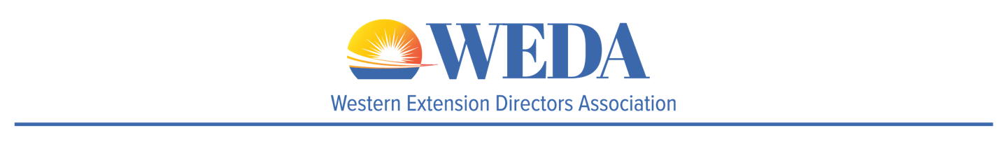 WEDA
Western Extension Directors Association